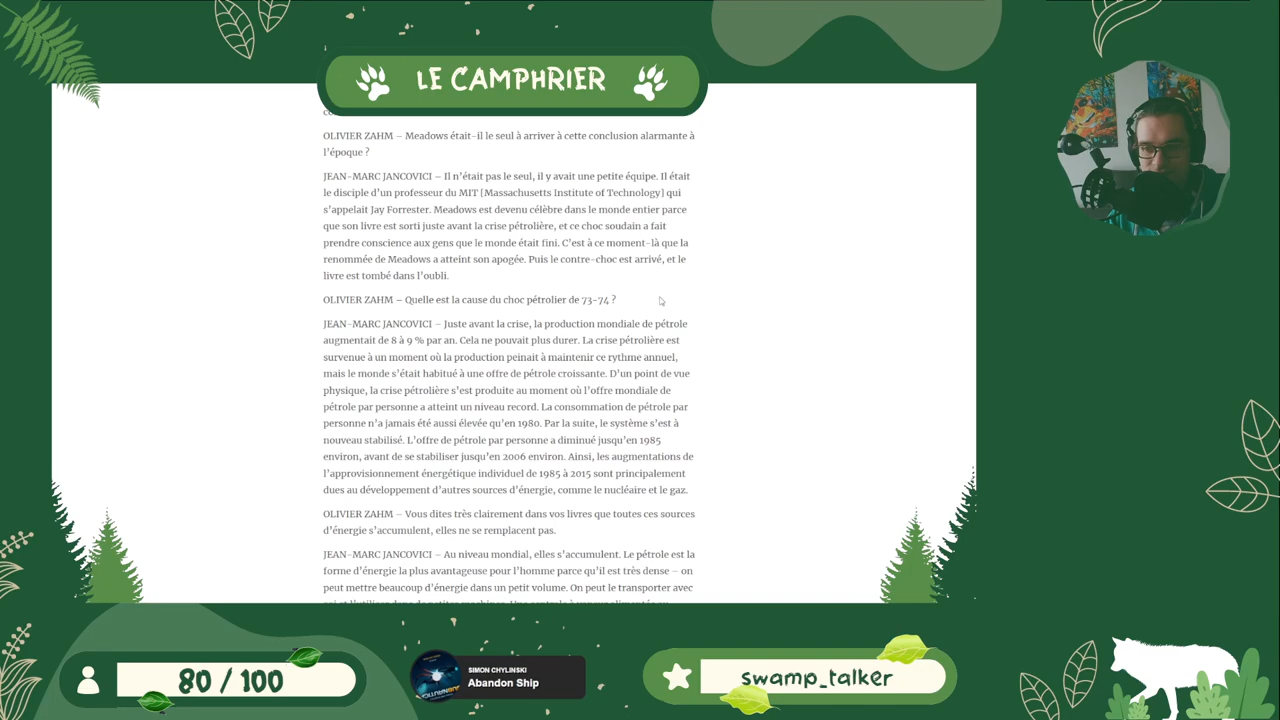 LE CAMPHRIER
OLIVIER ZAHM – Meadows était-il le seul à arriver à cette conclusion alarmante à
l'époque ?
JEAN-MARC JANCOVICI – Il n'était pas le seul, il y avait une petite équipe. Il était
le disciple d'un professeur du MIT [Massachusetts Institute of Technology] qui
s'appelait Jay Forrester. Meadows est devenu célèbre dans le monde entier parce
que son livre est sorti juste avant la crise pétrolière, et ce choc soudain a fait
prendre conscience aux gens que le monde était fini. C'est à ce moment-là que la
renommée de Meadows a atteint son apogée. Puis le contre-choc est arrivé, et le
livre est tombé dans l'oubli.
OLIVIER ZAHM – Quelle est la cause du choc pétrolier de 73-74 ?
JEAN-MARC JANCOVICI – Juste avant la crise, la production mondiale de pétrole
augmentait de 8 à 9 % par an. Cela ne pouvait plus durer. La crise pétrolière est
survenue à un moment où la production peinait à maintenir ce rythme annuel,
mais le monde s'était habitué à une offre de pétrole croissante. D'un point de vue
physique, la crise pétrolière s'est produite au moment où l'offre mondiale de
pétrole par personne a atteint un niveau record. La consommation de pétrole par
personne n'a jamais été aussi élevée qu'en 1980. Par la suite, le système s'est à
nouveau stabilisé. L'offre de pétrole par personne a diminué jusqu'en 1985
environ, avant de se stabiliser jusqu'en 2006 environ. Ainsi, les augmentations de
l'approvisionnement énergétique individuel de 1985 à 2015 sont principalement
dues au développement d'autres sources d'énergie, comme le nucléaire et le gaz.
OLIVIER ZAHM – Vous dites très clairement dans vos livres que toutes ces sources
d'énergie s'accumulent, elles ne se remplacent pas.
JEAN-MARC JANCOVICI – Au niveau mondial, elles s'accumulent. Le pétrole est la
forme d'énergie la plus avantageuse pour l'homme parce qu'il est très dense – on
peut mettre beaucoup d'énergie dans un petit volume. On peut le transporter avec
80 / 100
SIMON CHYLINSKI
Abandon Ship
swamp_talker